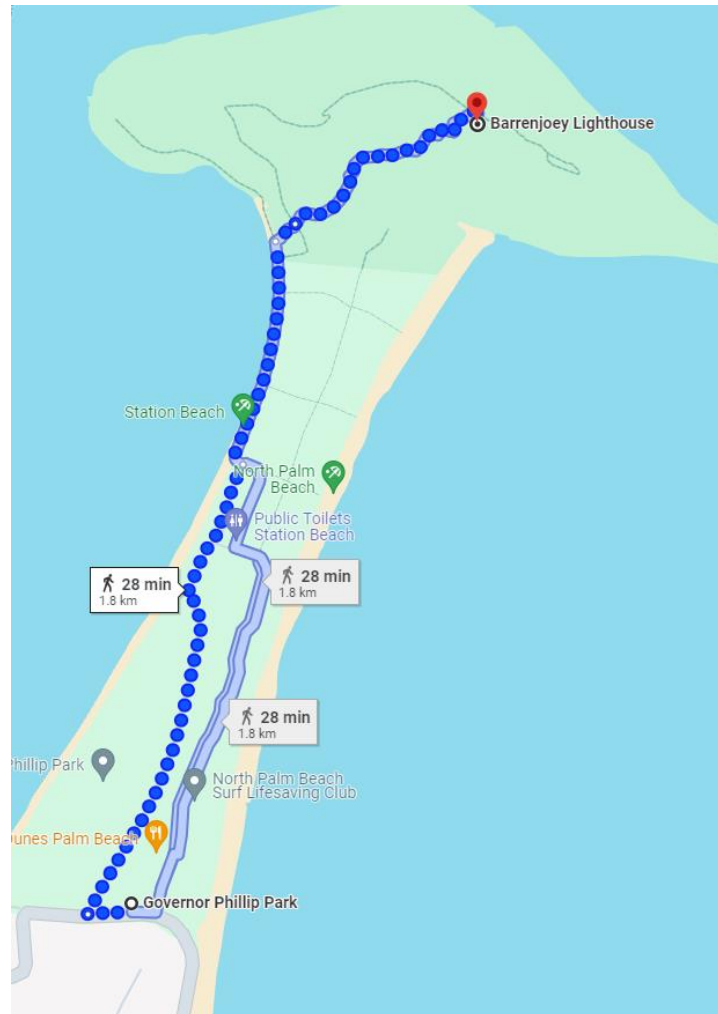 Barrenjoey Lighthouse
Station Beach
North Palm
Beach
Public Toilets
Station Beach
28 min
1.8 km
28 min
1.8 km
28 min
1.8 km
Phillip Park
North Palm Beach
Surf Lifesaving Club
Dunes Palm Beach
Governor Phillip Park